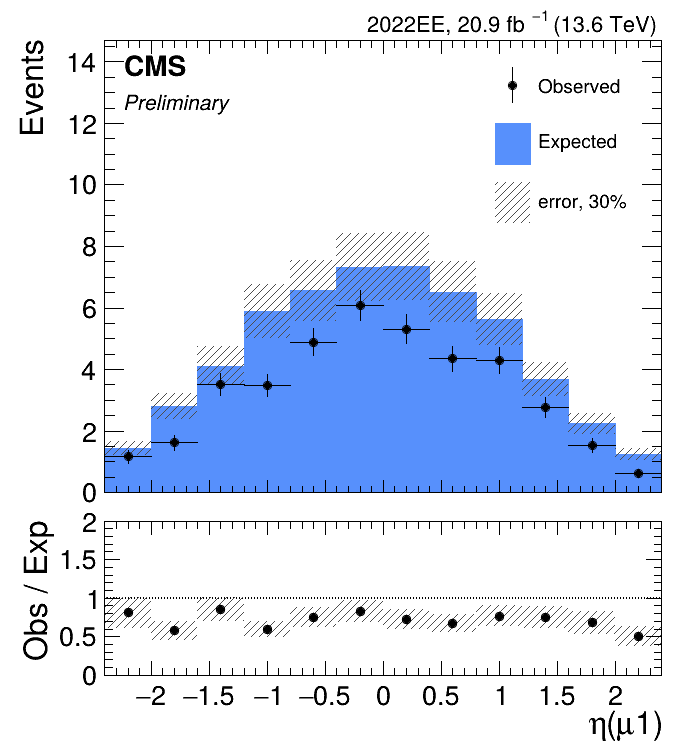 2022EE, 20.9 fb⁻¹ (13.6 TeV)
Events
CMS
Preliminary
Observed
Expected
error, 30%
14
12
10
8
6
4
2
0
Obs / Exp
2
1.5
1
0.5
0
−2 −1.5 −1 −0.5 0 0.5 1 1.5 2
η(μ1)